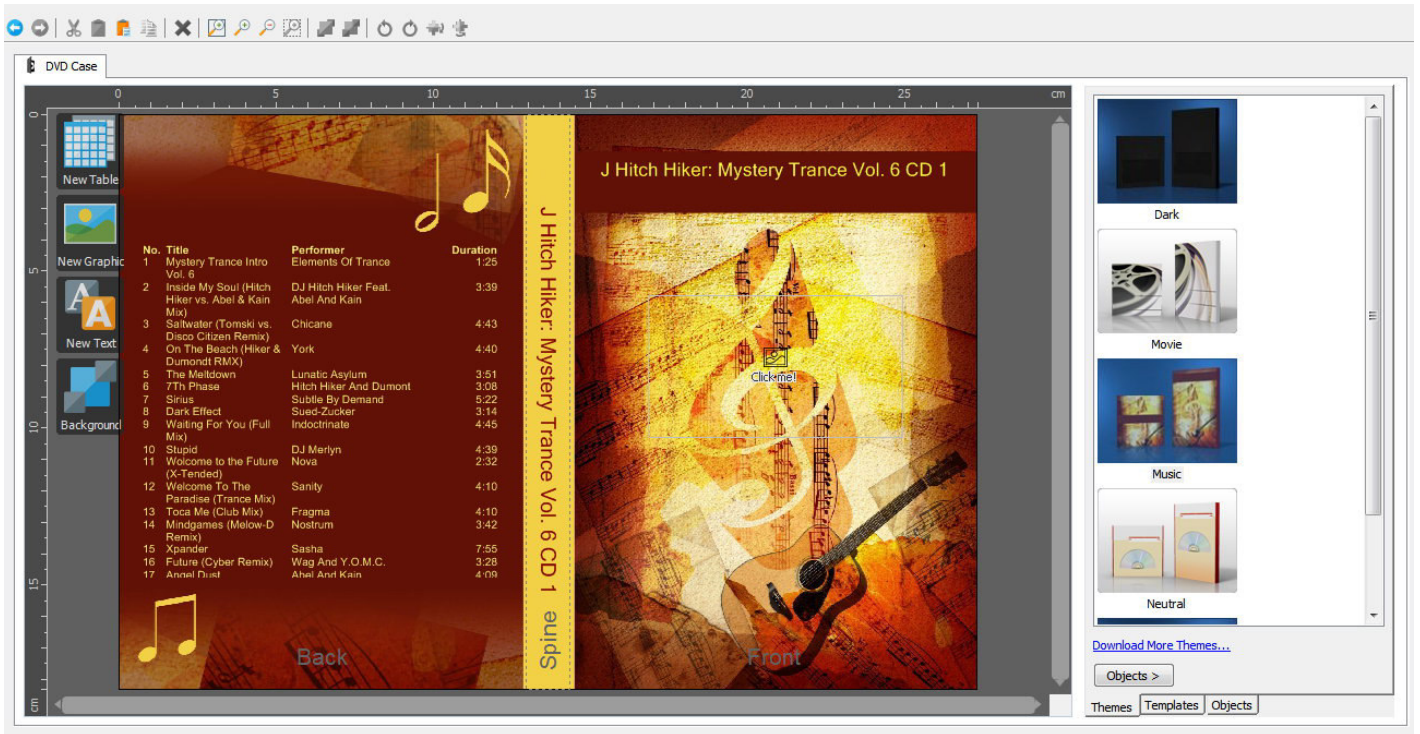 DVD Case
0 5 10 15 20 25 cm
0
5
10
15
cm
New Table
New Graphic
New Text
Background
No. Title Performer Duration
1 Mystery Trance Intro Elements Of Trance 1:25
Vol. 6
2 Inside My Soul (Hitch DJ Hitch Hiker Feat. 3:39
Hiker vs. Abel & Kain Abel And Kain
Mix)
3 Saltwater (Tomski vs. Chicane 4:43
Disco Citizen Remix)
4 On The Beach (Hiker & York 4:40
Dumondt RMX)
5 The Meltdown Lunatic Asylum 3:51
6 7Th Phase Hitch Hiker And Dumont 3:08
7 Sirius Subtle By Demand 5:22
8 Dark Effect Sued-Zucker 3:14
9 Waiting For You (Full Indoctrinate 4:45
Mix)
10 Stupid DJ Merlyn 4:39
11 Wolcome to the Future Nova 2:32
(X-Tended)
12 Welcome To The Sanity 4:10
Paradise (Trance Mix)
13 Toca Me (Club Mix) Fragma 4:10
14 Mindgames (Melow-D Nostrum 3:42
Remix)
15 Xpander Sasha 7:55
16 Future (Cyber Remix) Wag And Y.O.M.C. 3:28
17 Angel Dust Abel And Kain 4:09
Back
J Hitch Hiker: Mystery Trance Vol. 6 CD 1
Spine
J Hitch Hiker: Mystery Trance Vol. 6 CD 1
Click me!
Front
Dark
Movie
Music
Neutral
Download More Themes...
Objects >
Themes Templates Objects